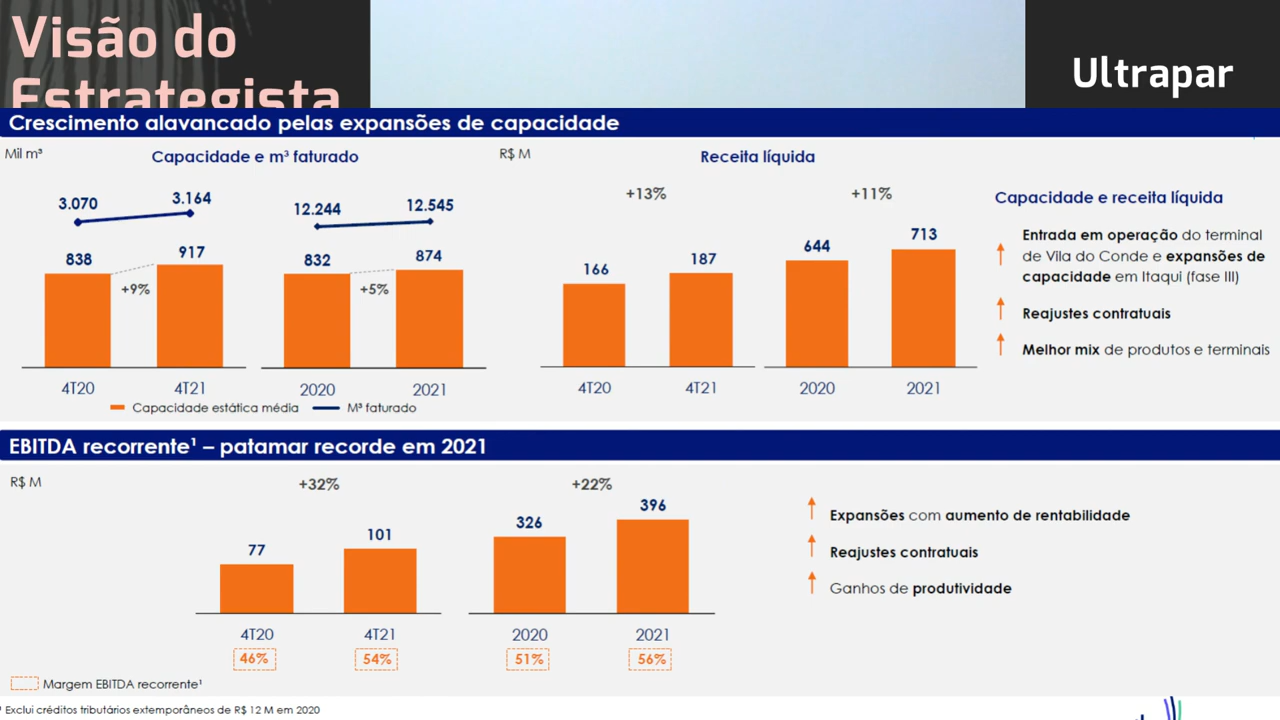 Visão do
Estrategista
Ultrapar
Crescimento alavancado pelas expansões de capacidade
Mil m³
Capacidade e m³ faturado
3.070
3.164
12.244
12.545
838
917
832
874
+9%
+5%
4T20
4T21
2020
2021
Capacidade estática média
M³ faturado
R$ M
Receita líquida
+13%
+11%
166
187
644
713
4T20
4T21
2020
2021
Capacidade e receita líquida
Entrada em operação do terminal
de Vila do Conde e expansões de
capacidade em Itaqui (fase III)
Reajustes contratuais
Melhor mix de produtos e terminais
EBITDA recorrente¹ – patamar recorde em 2021
R$ M
+32%
+22%
77
101
326
396
4T20
4T21
2020
2021
46%
54%
51%
56%
Margem EBITDA recorrente¹
Expansões com aumento de rentabilidade
Reajustes contratuais
Ganhos de produtividade
¹ Exclui créditos tributários extemporâneos de R$ 12 M em 2020